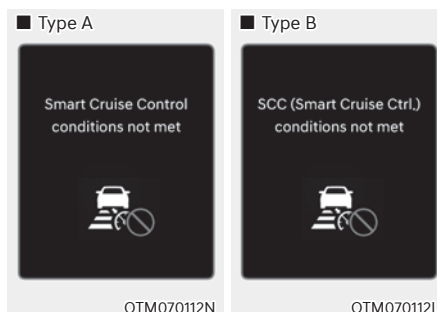 ■ Type A
Smart Cruise Control
conditions not met
OTM070112N
■ Type B
SCC (Smart Cruise Ctrl.)
conditions not met
OTM070112L